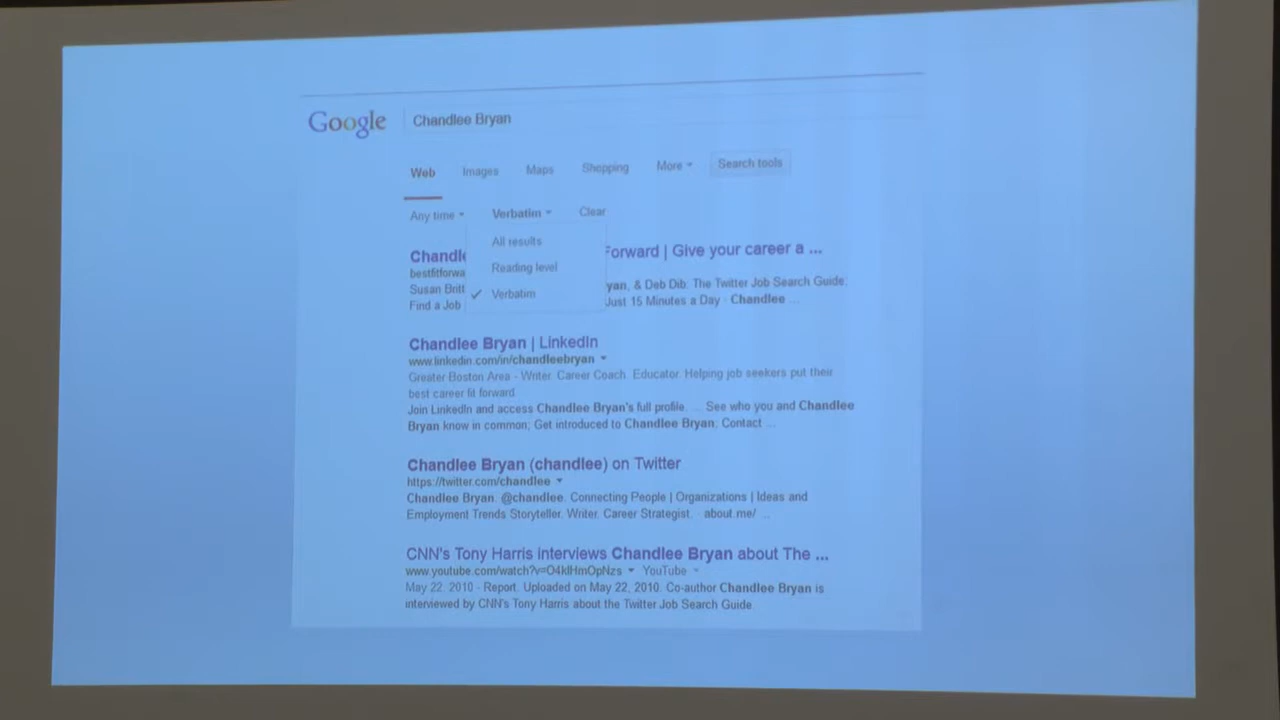 Google Chandlee Bryan
Web Images Maps Shopping More Search tools
Any time Verbatim Clear
All results
Reading level
Verbatim
Chandle Forward | Give your career a ...
bestfitforwa
Susan Britt yan, & Deb Dib: The Twitter Job Search Guide:
Find a Job Just 15 Minutes a Day · Chandlee ...
Chandlee Bryan | LinkedIn
www.linkedin.com/in/chandleebryan
Greater Boston Area - Writer. Career Coach. Educator. Helping job seekers put their
best career fit forward
Join LinkedIn and access Chandlee Bryan's full profile. ... See who you and Chandlee
Bryan know in common; Get introduced to Chandlee Bryan; Contact ...
Chandlee Bryan (chandlee) on Twitter
https://twitter.com/chandlee
Chandlee Bryan. @chandlee. Connecting People | Organizations | Ideas and
Employment Trends Storyteller. Writer. Career Strategist. · about.me/ ...
CNN's Tony Harris interviews Chandlee Bryan about The ...
www.youtube.com/watch?v=O4klHmOpNzs YouTube
May 22, 2010 - Report. Uploaded on May 22, 2010. Co-author Chandlee Bryan is
interviewed by CNN's Tony Harris about the Twitter Job Search Guide.